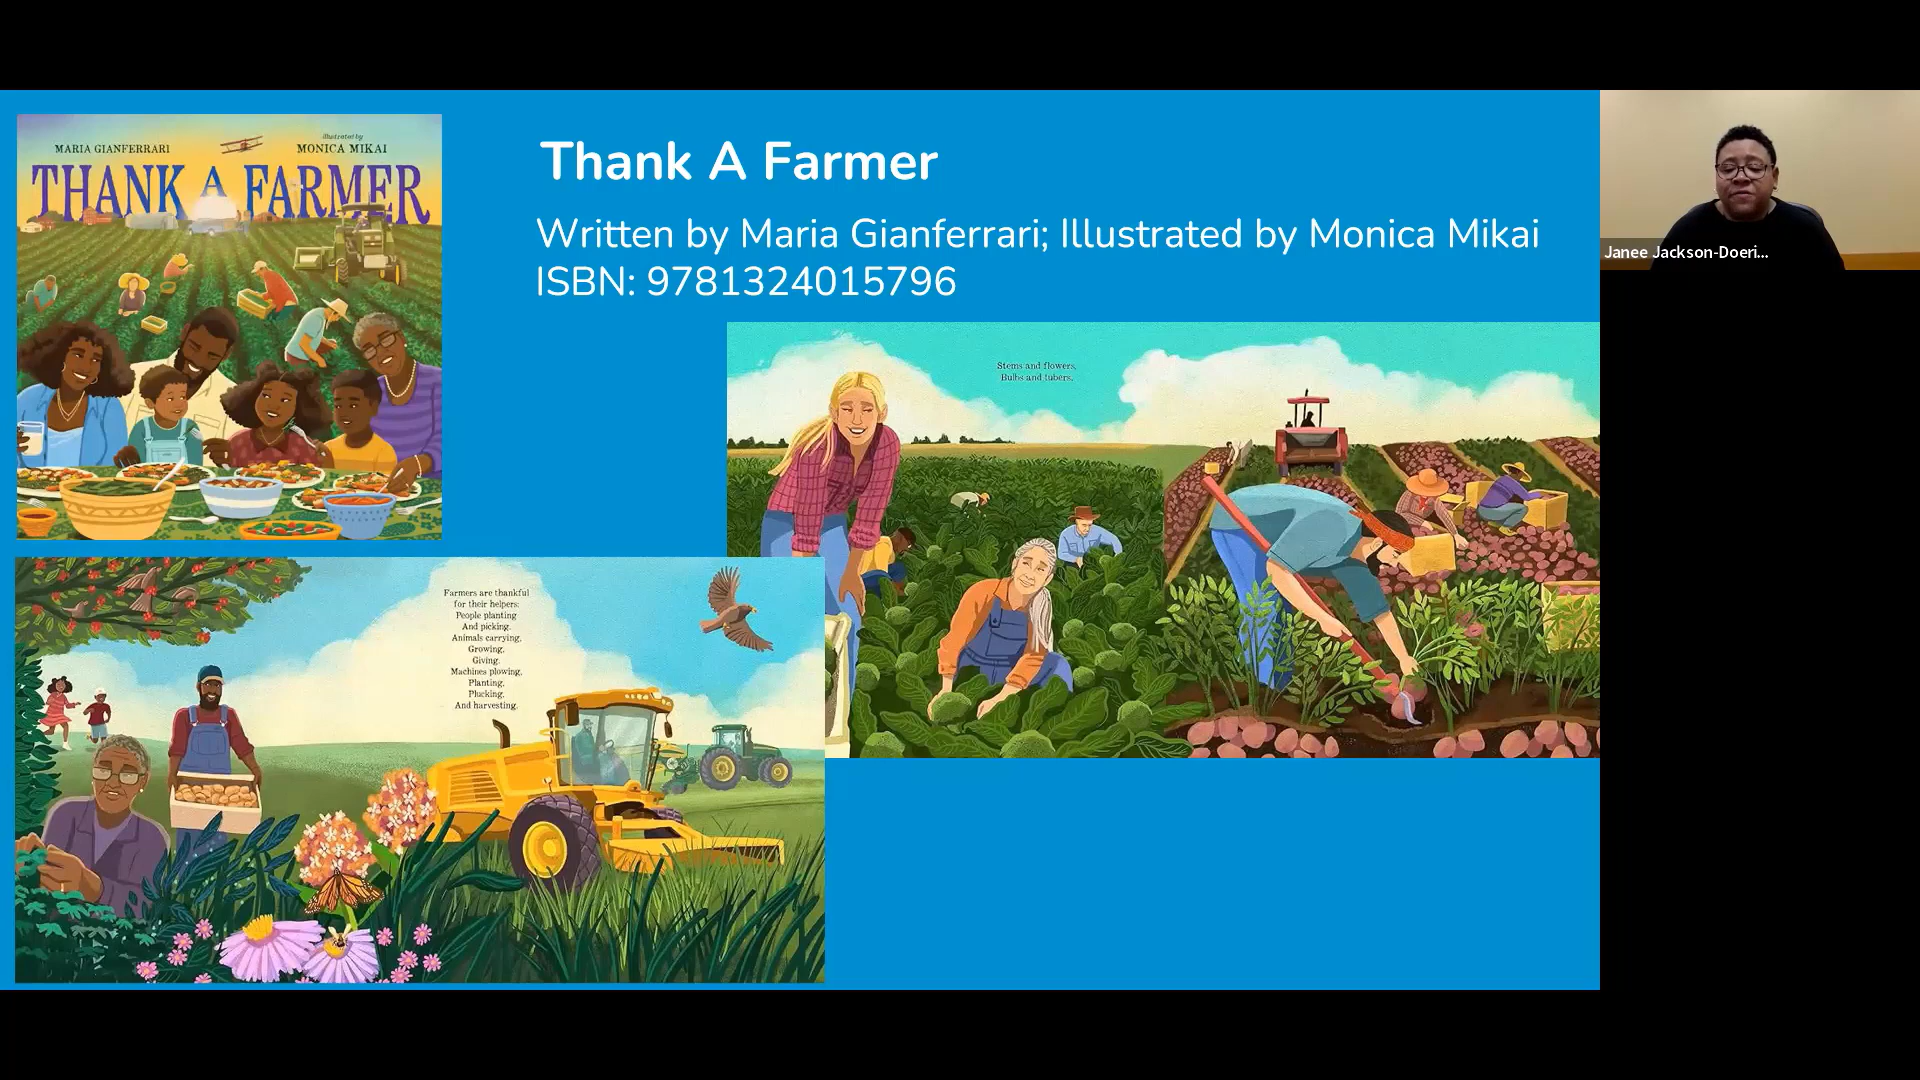 MARIA GIANFERRARI
illustrated by
MONICA MIKAI
THANK A FARMER
Thank A Farmer
Written by Maria Gianferrari; Illustrated by Monica Mikai
ISBN: 9781324015796
Janee Jackson-Doeri...
Stems and flowers,
Bulbs and tubers,
Farmers are thankful
for their helpers:
People planting
And picking.
Animals carrying,
Growing,
Giving.
Machines plowing,
Planting,
Plucking,
And harvesting.